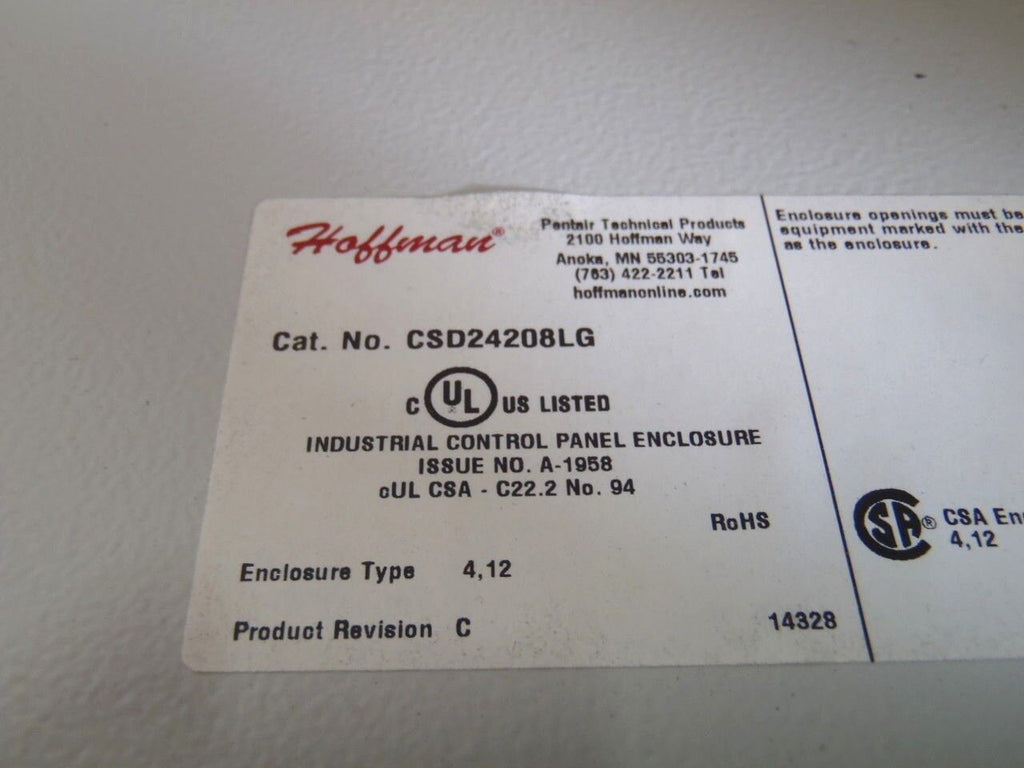 Hoffman®
Pentair Technical Products
2100 Hoffman Way
Anoka, MN 55303-1745
(763) 422-2211 Tel
hoffmanonline.com
Cat. No. CSD24208LG
C UL US LISTED
INDUSTRIAL CONTROL PANEL ENCLOSURE
ISSUE NO. A-1958
cUL CSA - C22.2 No. 94
RoHS
Enclosure Type 4,12
Product Revision C
14328
Enclosure openings must be
equipment marked with the
as the enclosure.
SA® CSA
4,12